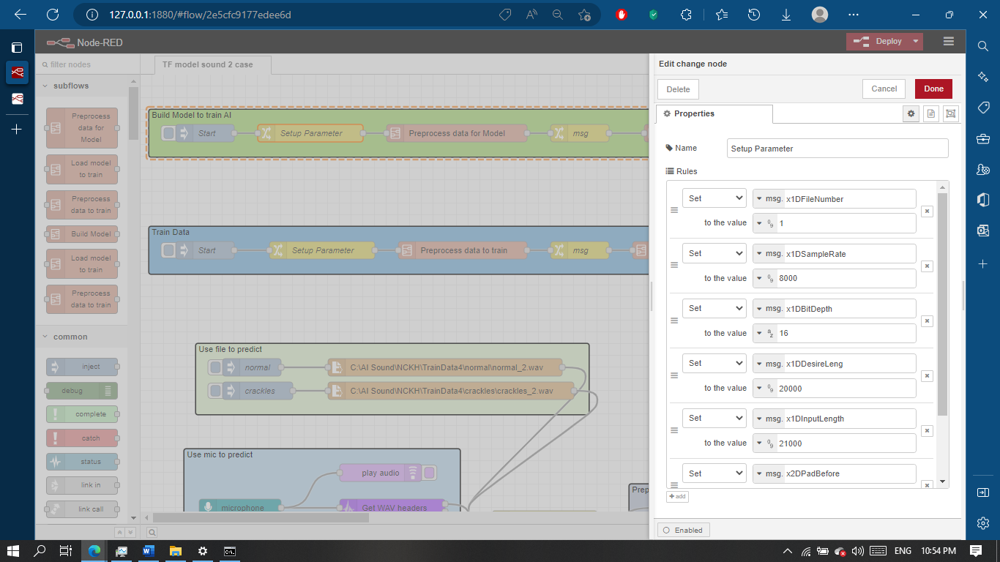 127.0.0.1:1880/#flow/2e5cfc9177edee6d
Node-RED
Deploy
filter nodes
TF model sound 2 case
subflows
Preprocess
data for
Model
Load model
to train
Preprocess
data to train
Build Model
Load model
to train
Preprocess
data to train
common
inject
debug
complete
catch
status
link in
link call
Build Model to train AI
Start
Setup Parameter
Preprocess data for Model
msg
Train Data
Start
Setup Parameter
Preprocess data to train
msg
Use file to predict
normal
C:\AI Sound\NCKH\TrainData4\normal\normal_2.wav
crackles
C:\AI Sound\NCKH\TrainData4\crackles\crackles_2.wav
Use mic to predict
play audio
microphone
Get WAV headers
Prep
Edit change node
Delete
Cancel
Done
Properties
Name
Setup Parameter
Rules
Set
msg. x1DFileNumber
to the value
1
Set
msg. x1DSampleRate
to the value
8000
Set
msg. x1DBitDepth
to the value
16
Set
msg. x1DDesireLeng
to the value
20000
Set
msg. x1DInputLength
to the value
21000
Set
msg. x2DPadBefore
add
Enabled
ENG
10:54 PM